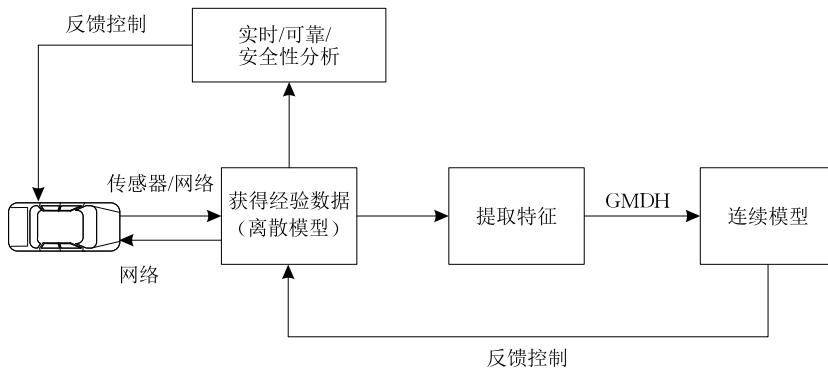 反馈控制
实时/可靠/
安全性分析
传感器/网络
获得经验数据
（离散模型）
提取特征
GMDH
连续模型
网络
反馈控制